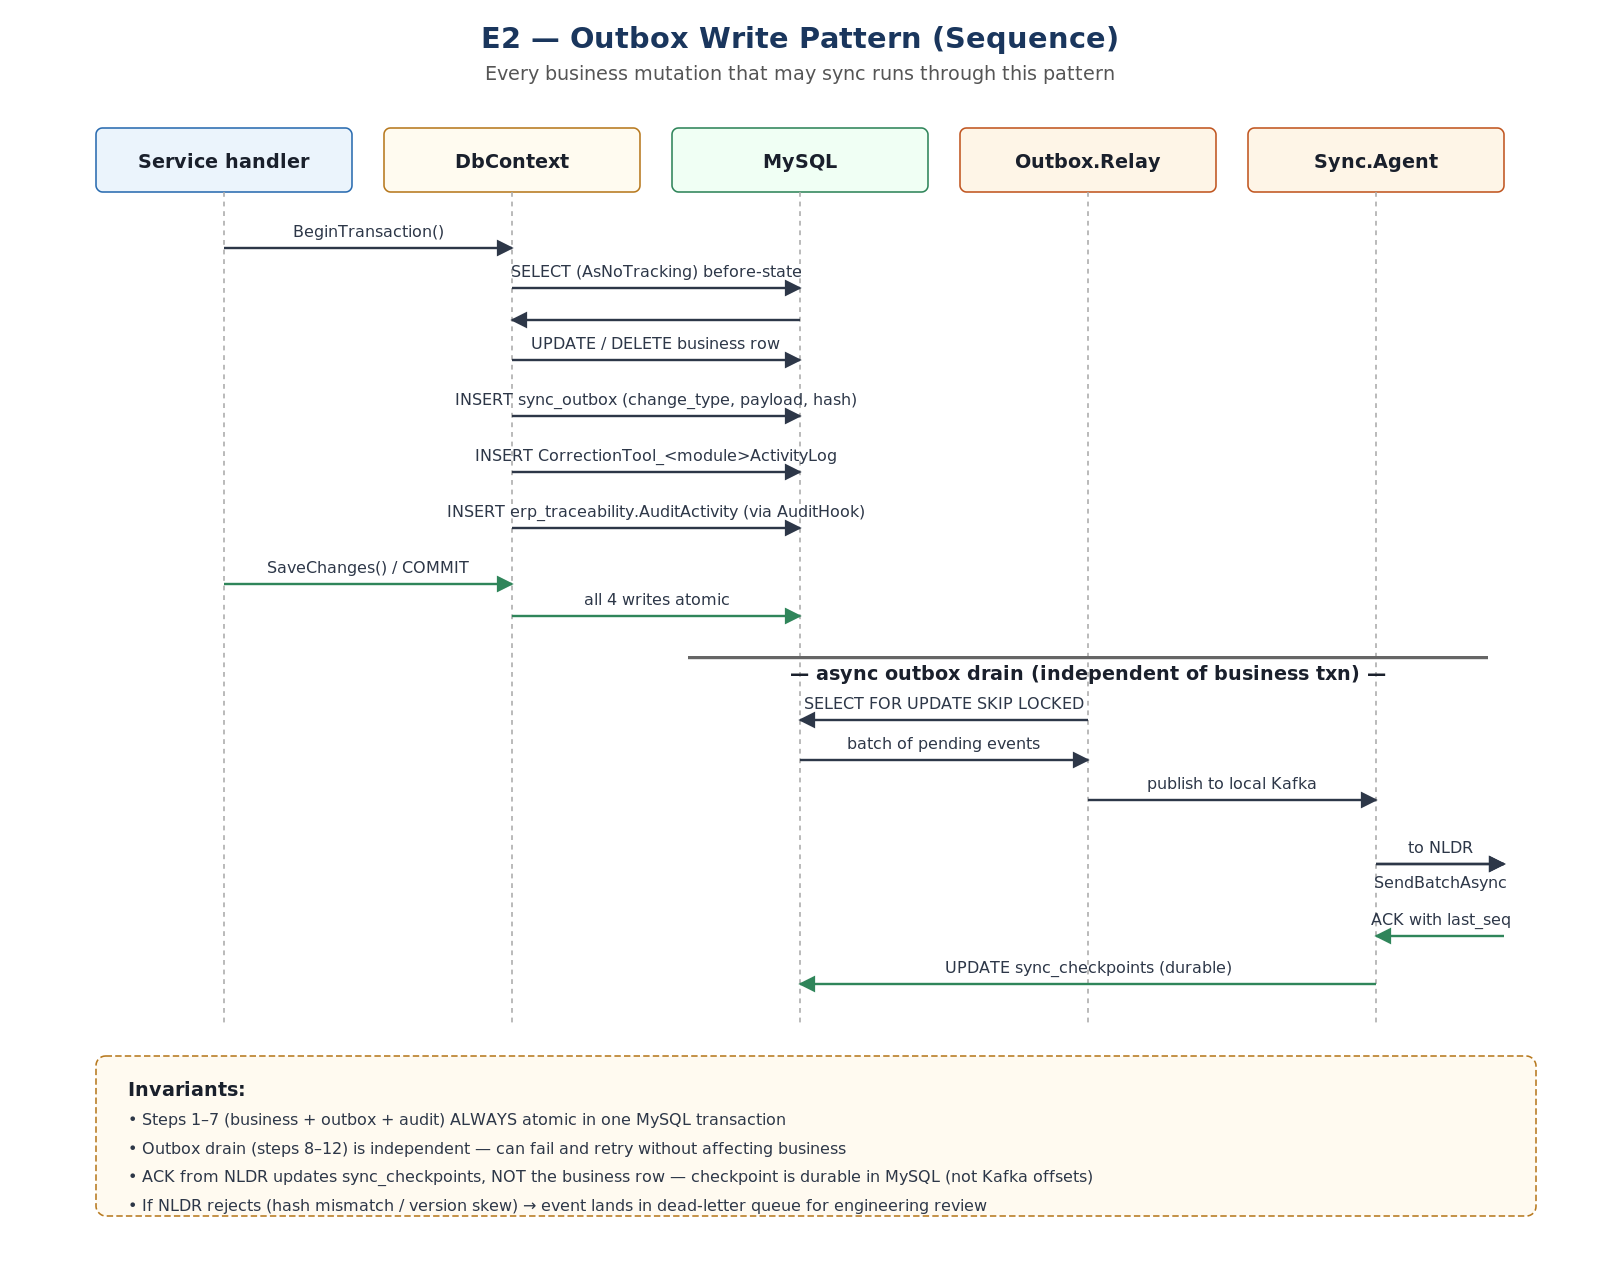 E2 — Outbox Write Pattern (Sequence)
Every business mutation that may sync runs through this pattern
Service handler
DbContext
MySQL
Outbox.Relay
Sync.Agent
BeginTransaction()
SELECT (AsNoTracking) before-state
UPDATE / DELETE business row
INSERT sync_outbox (change_type, payload, hash)
INSERT CorrectionTool_<module>ActivityLog
INSERT erp_traceability.AuditActivity (via AuditHook)
SaveChanges() / COMMIT
all 4 writes atomic
— async outbox drain (independent of business txn) —
SELECT FOR UPDATE SKIP LOCKED
batch of pending events
publish to local Kafka
to NLDR
SendBatchAsync
ACK with last_seq
UPDATE sync_checkpoints (durable)
Invariants:
• Steps 1–7 (business + outbox + audit) ALWAYS atomic in one MySQL transaction
• Outbox drain (steps 8–12) is independent — can fail and retry without affecting business
• ACK from NLDR updates sync_checkpoints, NOT the business row — checkpoint is durable in MySQL (not Kafka offsets)
• If NLDR rejects (hash mismatch / version skew) → event lands in dead-letter queue for engineering review